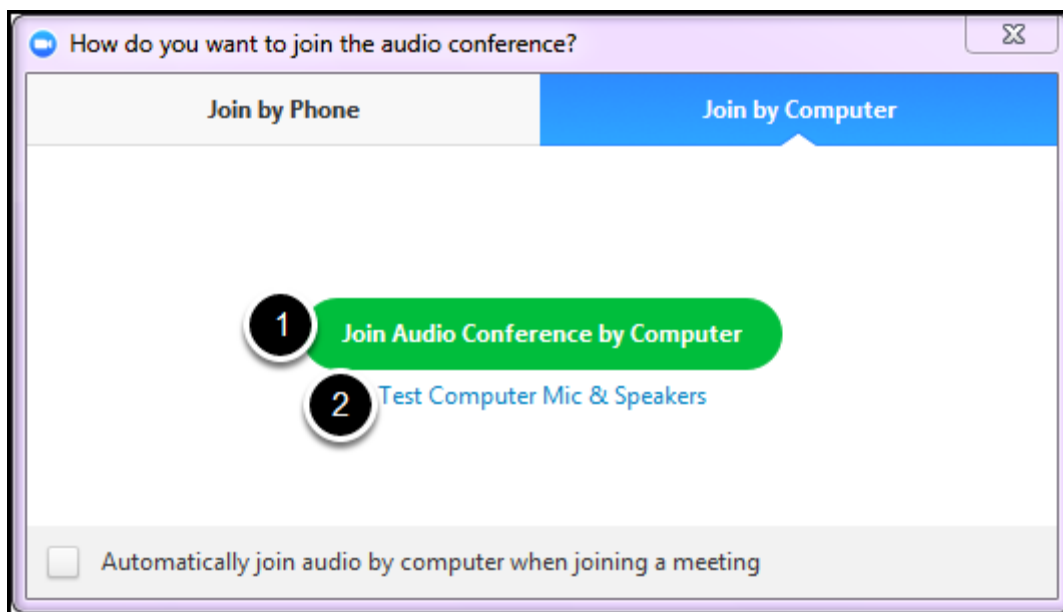 How do you want to join the audio conference?
Join by Phone
Join by Computer
1
Join Audio Conference by Computer
2
Test Computer Mic & Speakers
Automatically join audio by computer when joining a meeting